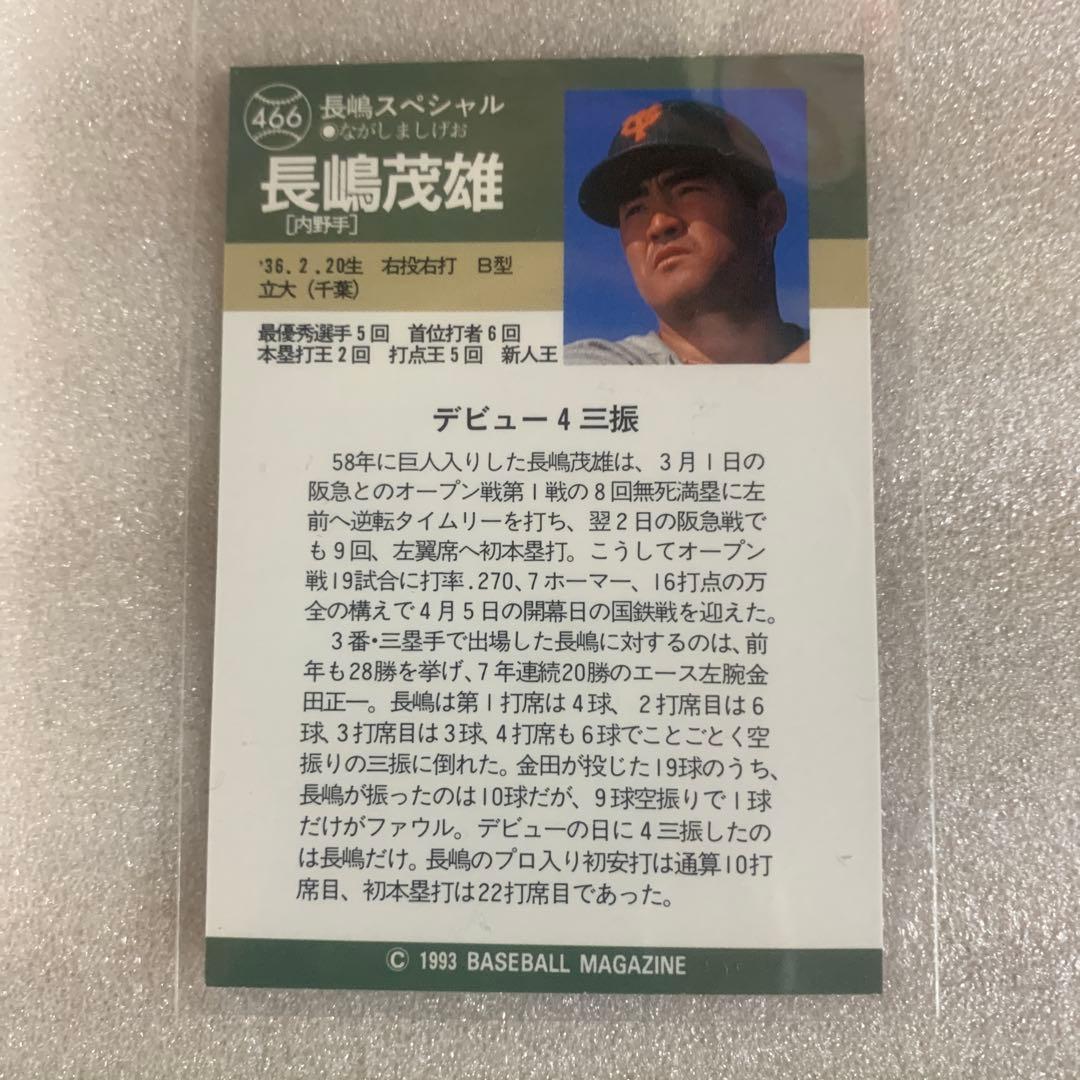 466
長嶋スペシャル
●ながしましげお
長嶋茂雄
[内野手]
'36.2.20生 右投右打 B型
立大(千葉)
最優秀選手5回 首位打者6回
本塁打王2回 打点王5回 新人王
デビュー4三振
58年に巨人入りした長嶋茂雄は、3月1日の
阪急とのオープン戦第1戦の8回無死満塁に左
前へ逆転タイムリーを打ち、翌2日の阪急戦で
も9回、左翼席へ初本塁打。こうしてオープン
戦19試合に打率.270、7ホーマー、16打点の万
全の構えで4月5日の開幕日の国鉄戦を迎えた。
3番・三塁手で出場した長嶋に対するのは、前
年も28勝を挙げ、7年連続20勝のエース左腕金
田正一。長嶋は第1打席は4球、2打席目は6
球、3打席目は3球、4打席も6球でことごとく空
振りの三振に倒れた。金田が投じた19球のうち、
長嶋が振ったのは10球だが、9球空振りで1球
だけがファウル。デビューの日に4三振したの
は長嶋だけ。長嶋のプロ入り初安打は通算10打
席目、初本塁打は22打席目であった。
© 1993 BASEBALL MAGAZINE